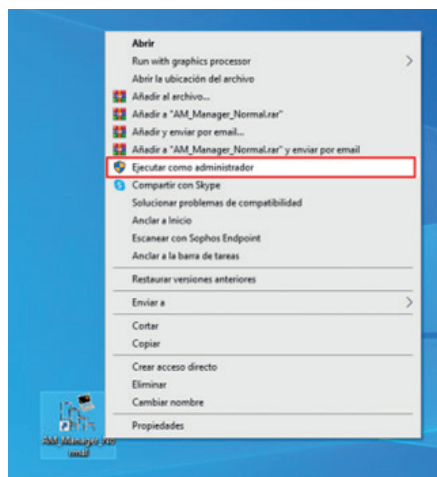 Abrir
Run with graphics processor
Abrir la ubicación del archivo
Añadir al archivo...
Añadir a "AM_Manager_Normal.rar"
Añadir y enviar por email...
Añadir a "AM_Manager_Normal.rar" y enviar por email
Ejecutar como administrador
Compartir con Skype
Solucionar problemas de compatibilidad
Anclar a Inicio
Escanear con Sophos Endpoint
Anclar a la barra de tareas
Restaurar versiones anteriores
Enviar a
Cortar
Copiar
Crear acceso directo
Eliminar
Cambiar nombre
Propiedades
AM_Manager_No
rmal